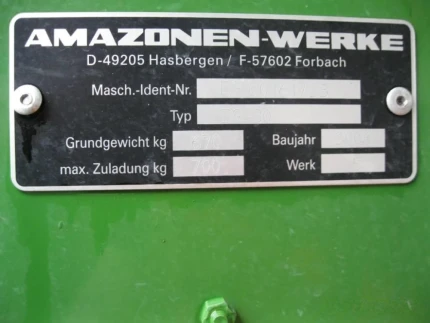 AMAZONEN-WERKE
D-49205 Hasbergen / F-57602 Forbach
Masch.-Ident-Nr.
Typ
Grundgewicht kg Baujahr
max. Zuladung kg Werk